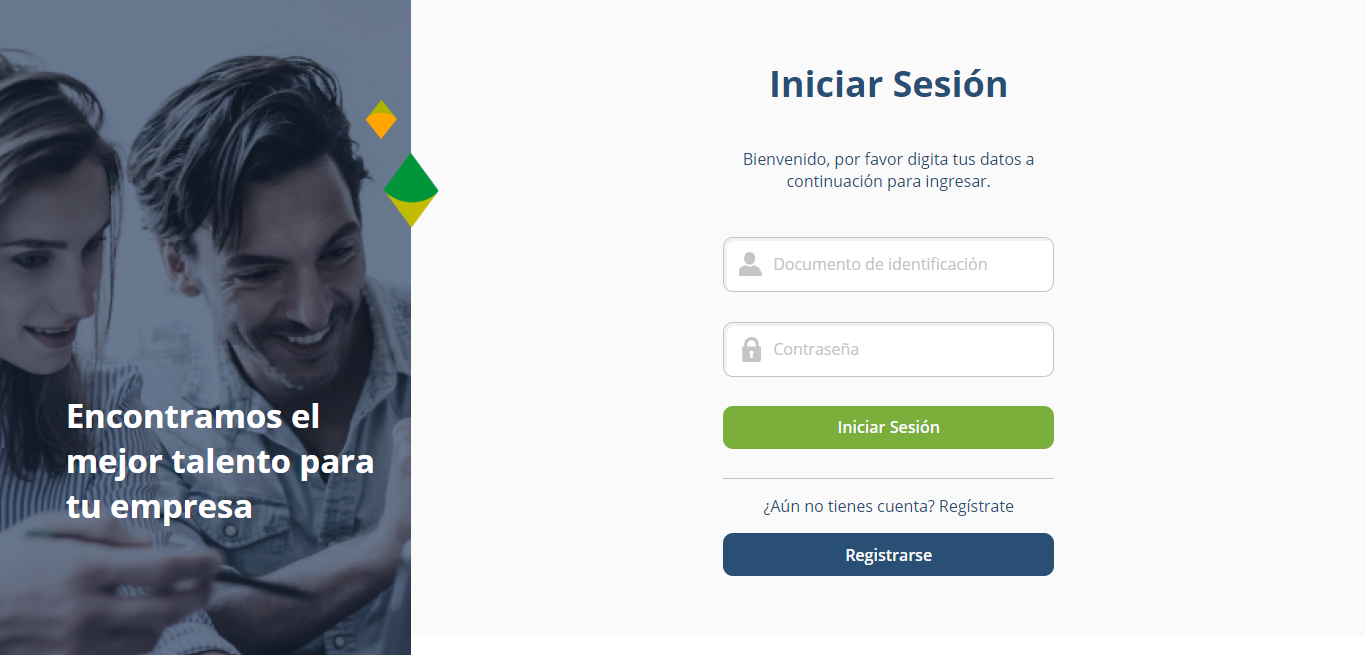 Encontramos el
mejor talento para
tu empresa
Iniciar Sesión
Bienvenido, por favor digita tus datos a
continuación para ingresar.
Documento de identificación
Contraseña
Iniciar Sesión
¿Aún no tienes cuenta? Regístrate
Registrarse